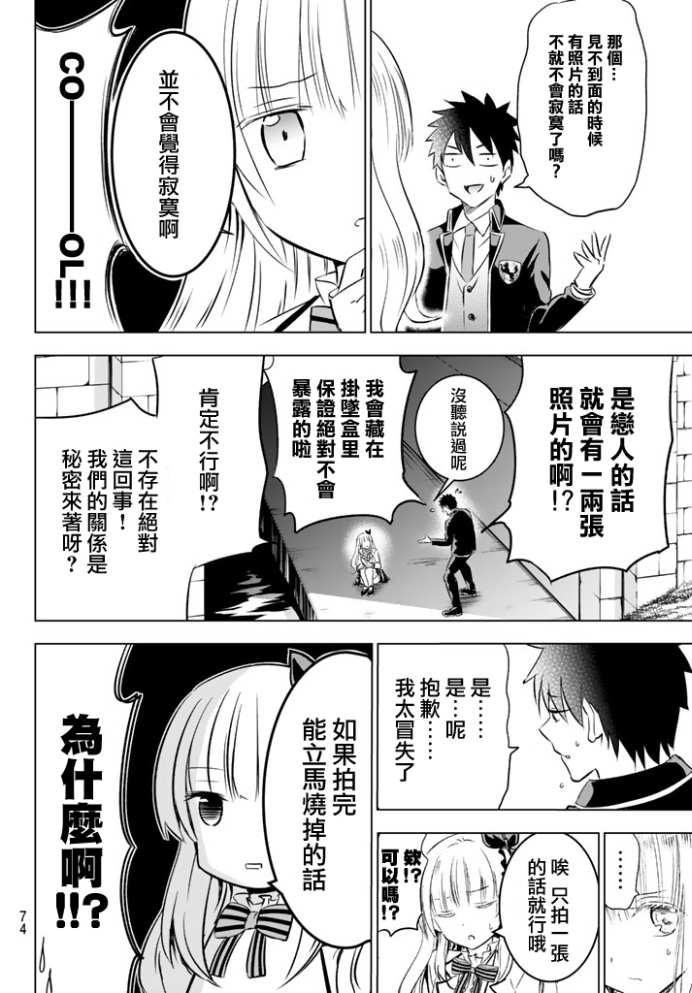 那個…
見不到面的時候
有照片的話
不就不會寂寞了嗎？
並不會覺得寂寞啊
CO——OL!!!
是戀人的話
就會有一兩張
照片的啊!?
沒聽説過呢
我會藏在
掛墜盒里
保證絕對不會
暴露的啦
肯定不行啊!?
不存在絕對
這回事！
我們的關係是
秘密來著呀？
是……
是…呢
抱歉……
我太冒失了
唉 只拍一張
的話就行哦
欸!?
可以嗎!?
如果拍完
能立馬燒掉的話
為什麼啊!!?
74